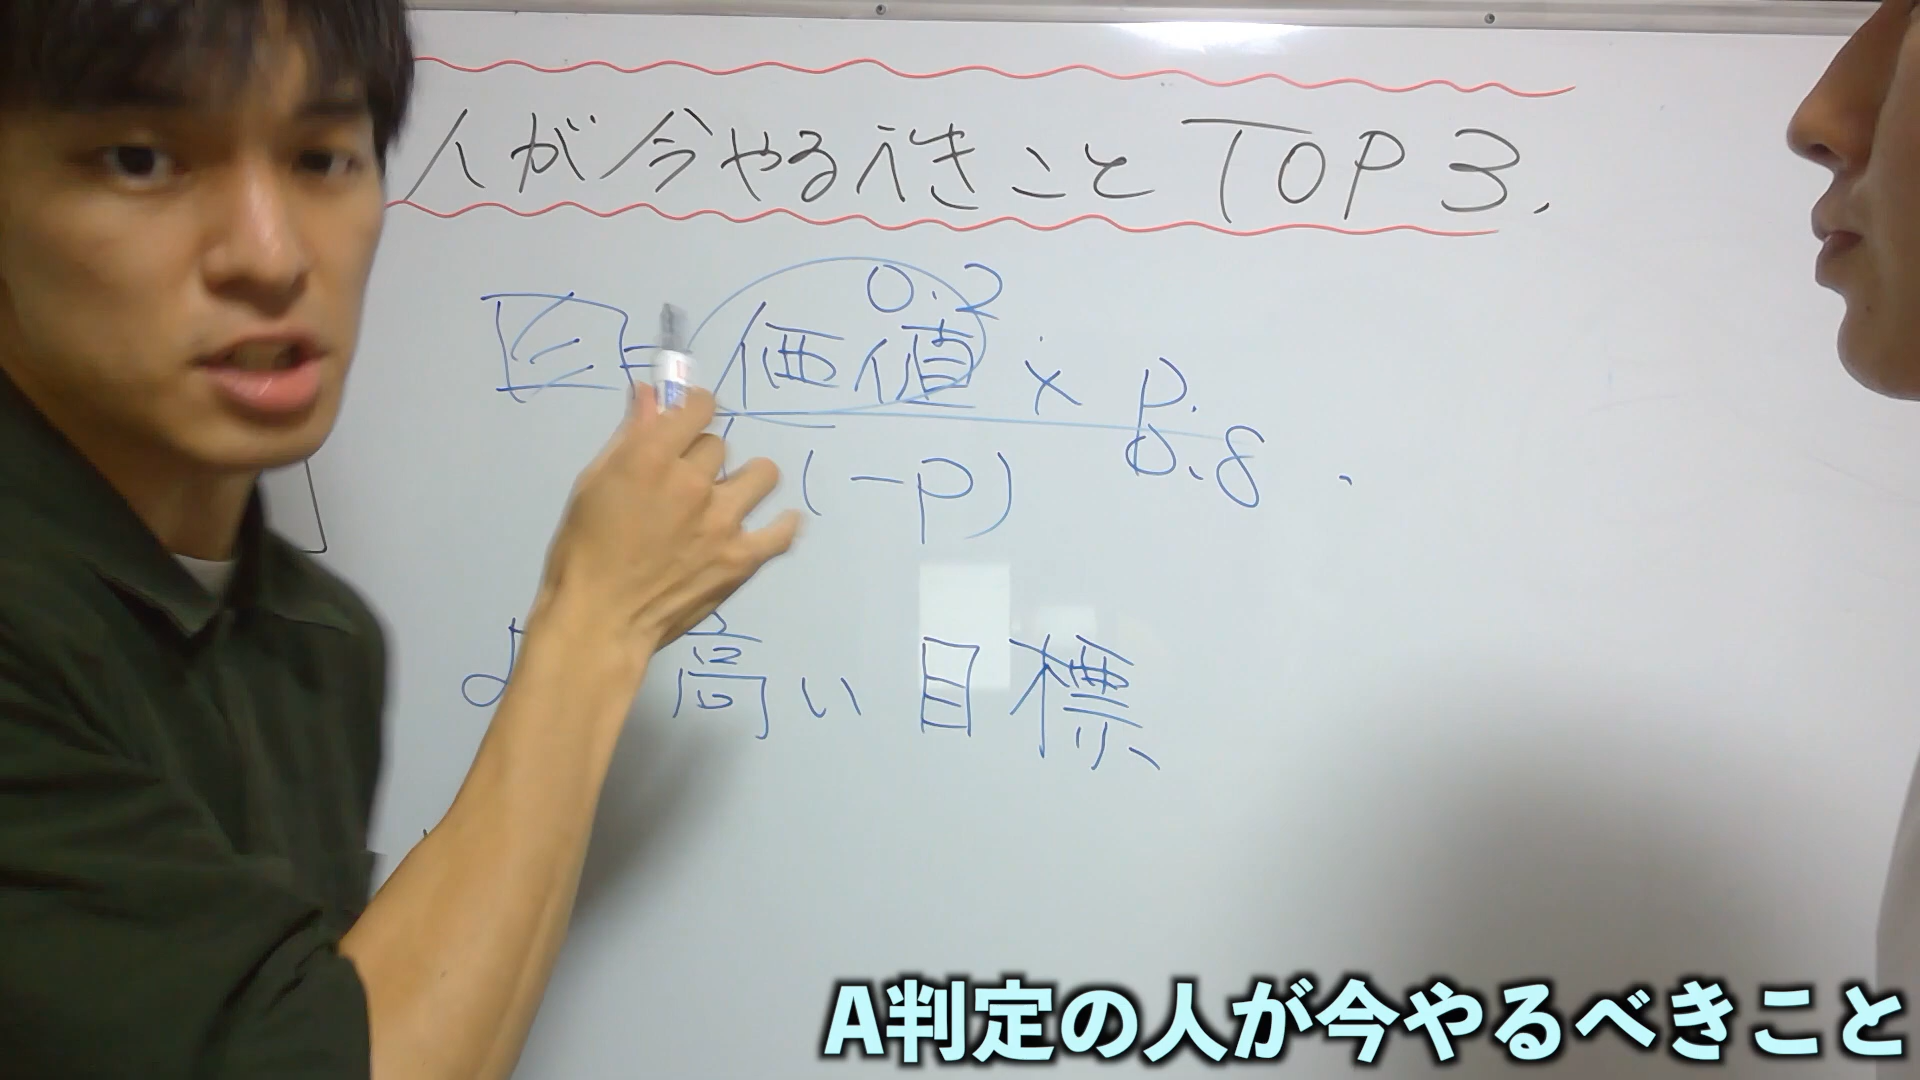 人が今やるべきこと TOP 3.
E = 価値 × p.
0.2
(-p)
0.8
よ 高い目標
A判定の人が今やるべきこと